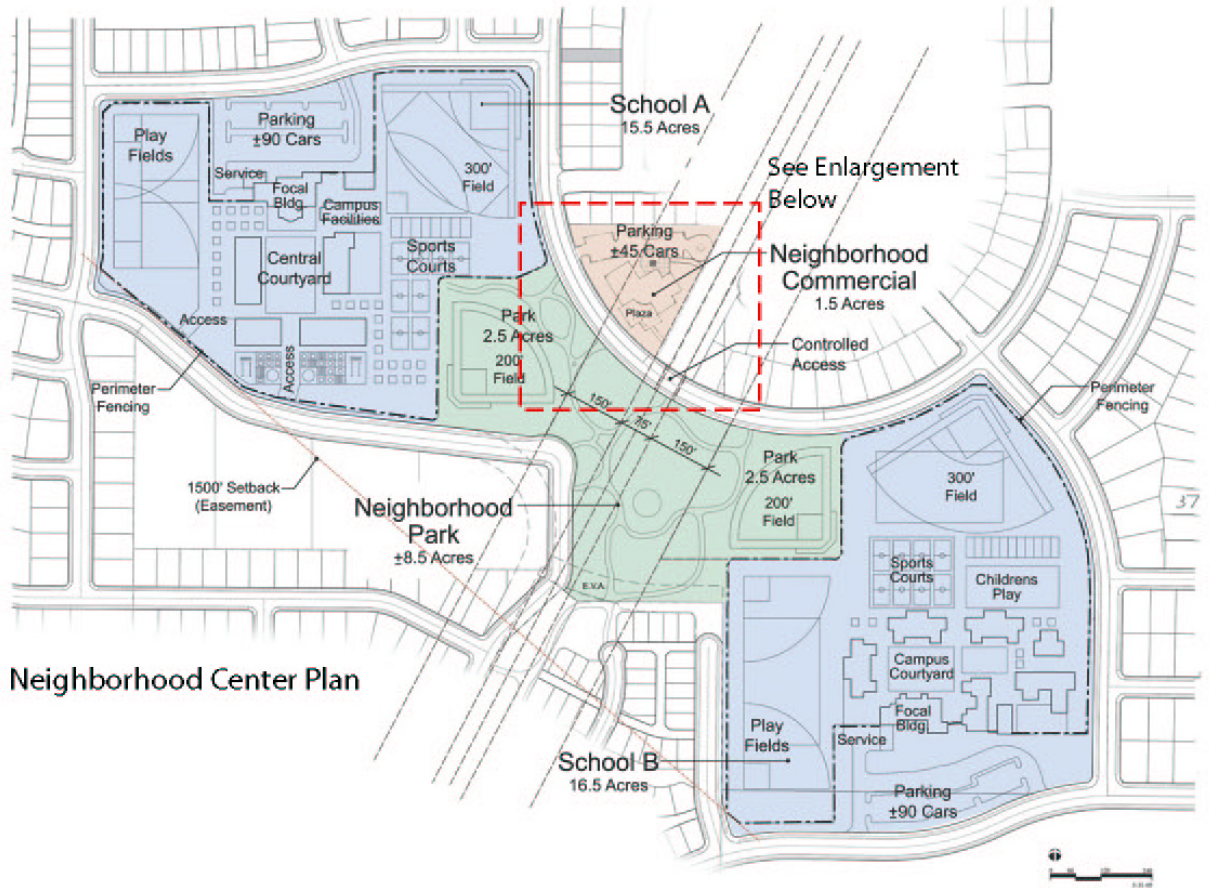 School A
15.5 Acres
Parking
±90 Cars
Play
Fields
300'
Field
See Enlargement
Below
Service
Focal
Bldg.
Campus
Facilities
Parking
±45 Cars
Sports
Courts
Neighborhood
Commercial
1.5 Acres
Central
Courtyard
Plaza
Park
2.5 Acres
200'
Field
Access
Access
Controlled
Access
Perimeter
Fencing
Perimeter
Fencing
150'
75'
150'
1500' Setback
(Easement)
Park
2.5 Acres
200'
Field
300'
Field
37
Neighborhood
Park
±8.5 Acres
E.V.A.
Sports
Courts
Childrens
Play
Neighborhood Center Plan
Campus
Courtyard
Focal
Bldg
Play
Fields
Service
School B
16.5 Acres
Parking
±90 Cars